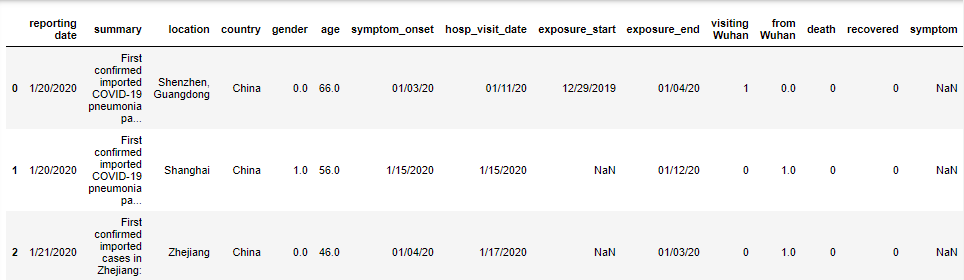 reporting date summary location country gender age symptom_onset hosp_visit_date exposure_start exposure_end visiting Wuhan from Wuhan death recovered symptom
0 1/20/2020 First confirmed imported COVID-19 pneumonia pa... Shenzhen, Guangdong China 0.0 66.0 01/03/20 01/11/20 12/29/2019 01/04/20 1 0.0 0 0 NaN
1 1/20/2020 First confirmed imported COVID-19 pneumonia pa... Shanghai China 1.0 56.0 1/15/2020 1/15/2020 NaN 01/12/20 0 1.0 0 0 NaN
2 1/21/2020 First confirmed imported cases in Zhejiang: Zhejiang China 0.0 46.0 01/04/20 1/17/2020 NaN 01/03/20 0 1.0 0 0 NaN